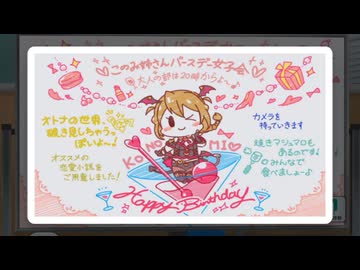 このみ姉さんバースデー女子会
大人の部は20時から〜♪
オトナの世界、
覗き見しちゃう
ぽいよ〜!
オススメの
恋愛小説を
ご用意しました!
カメラを
持っていきます
焼きマシュマロも
あるのです!
みんなで
食べましょ〜♪
KONOMI
Happy Birthday